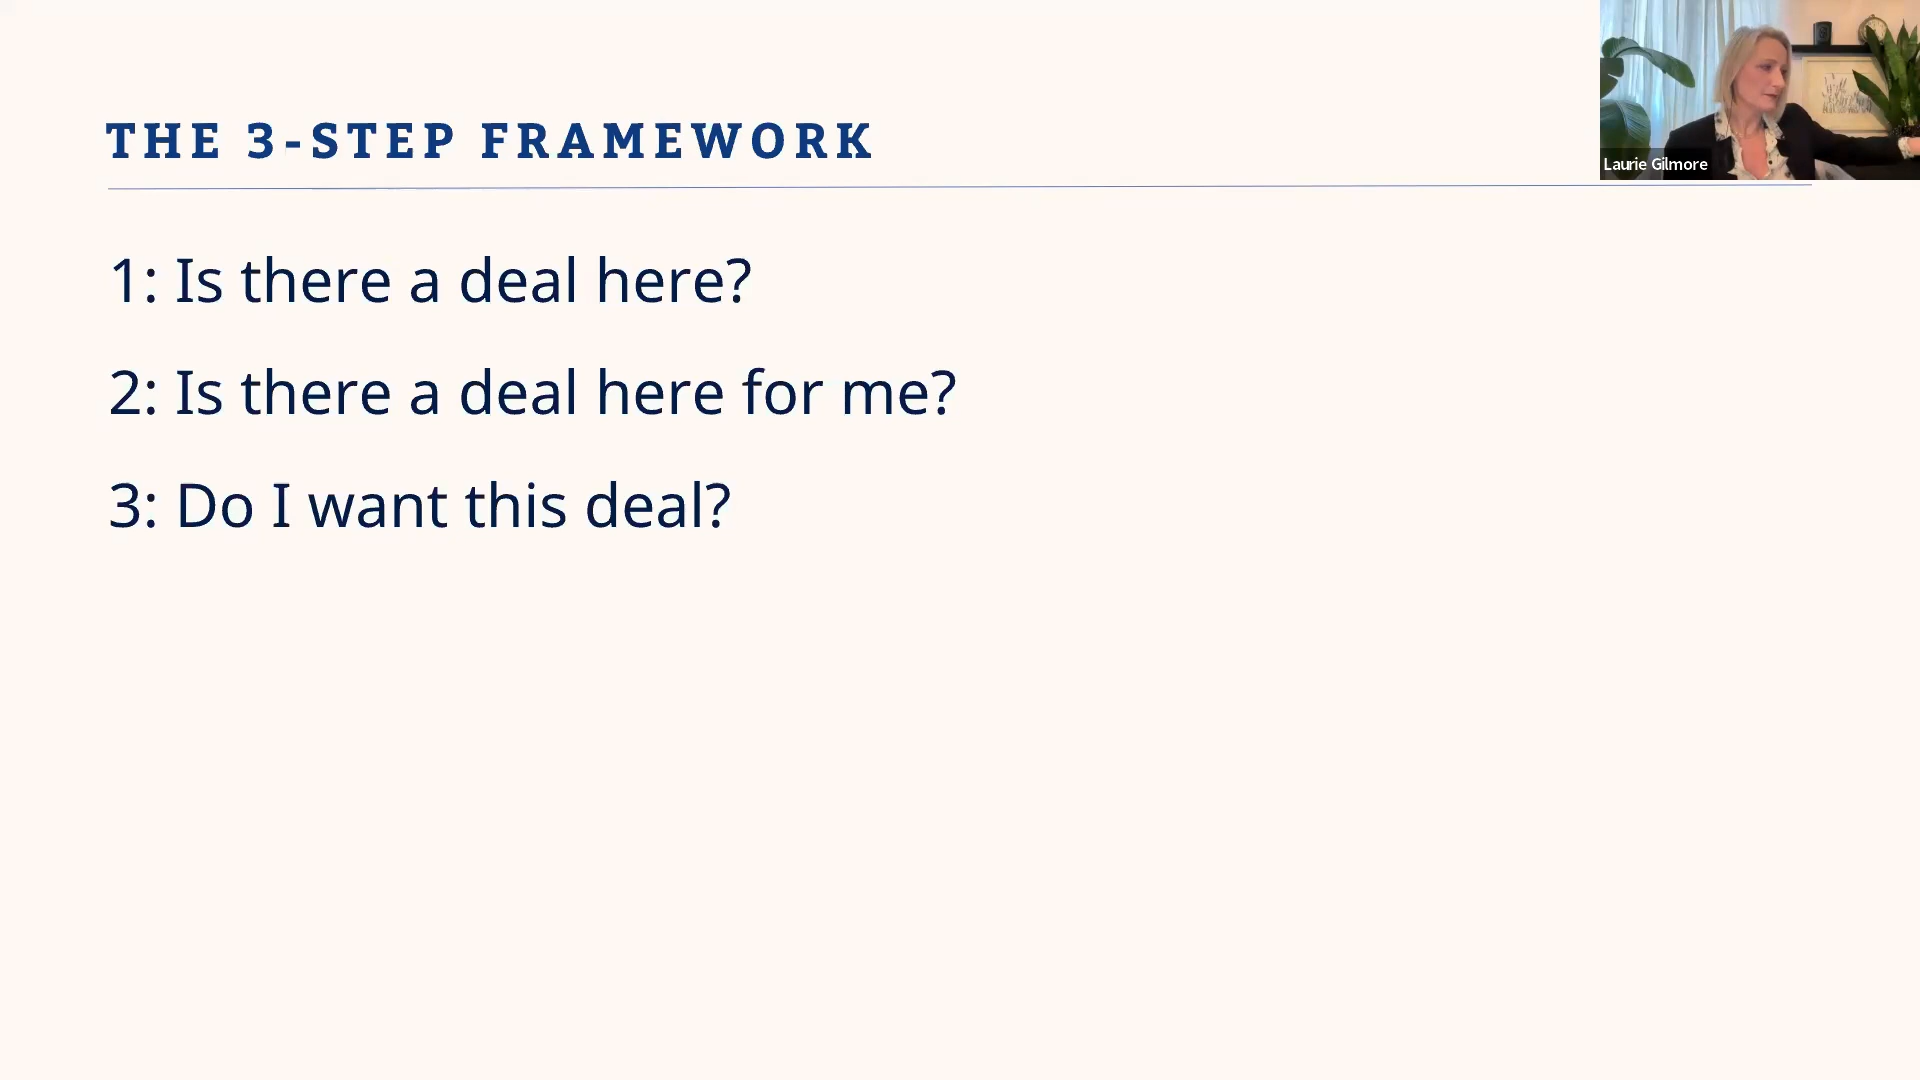 THE 3-STEP FRAMEWORK
Laurie Gilmore
1: Is there a deal here?
2: Is there a deal here for me?
3: Do I want this deal?